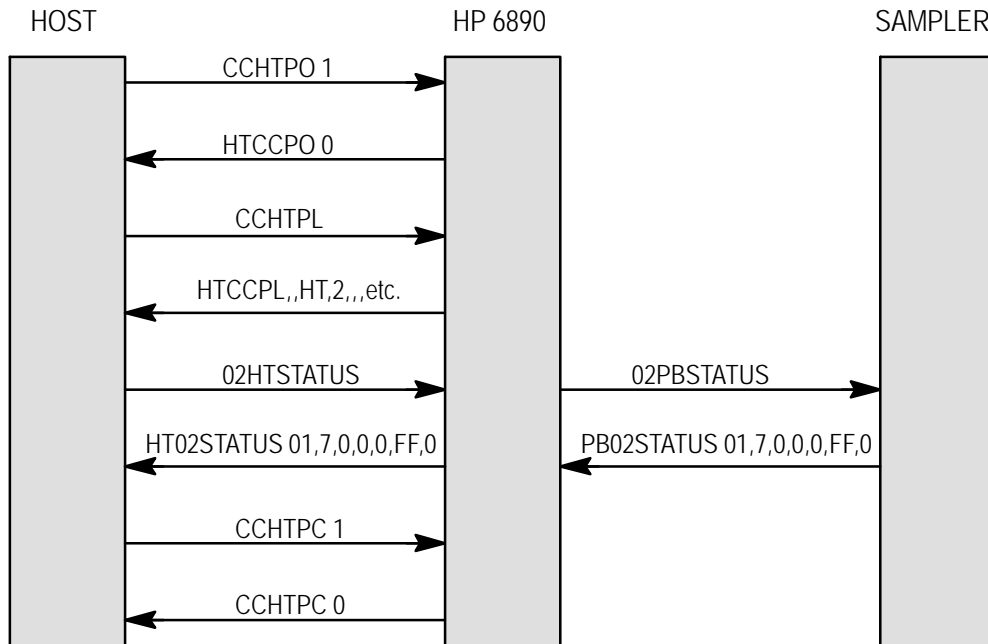 HOST HP 6890 SAMPLER
CCHTPO 1
HTCCPO 0
CCHTPL
HTCCPL,,HT,2,,,etc.
02HTSTATUS 02PBSTATUS
HT02STATUS 01,7,0,0,0,FF,0 PB02STATUS 01,7,0,0,0,FF,0
CCHTPC 1
CCHTPC 0